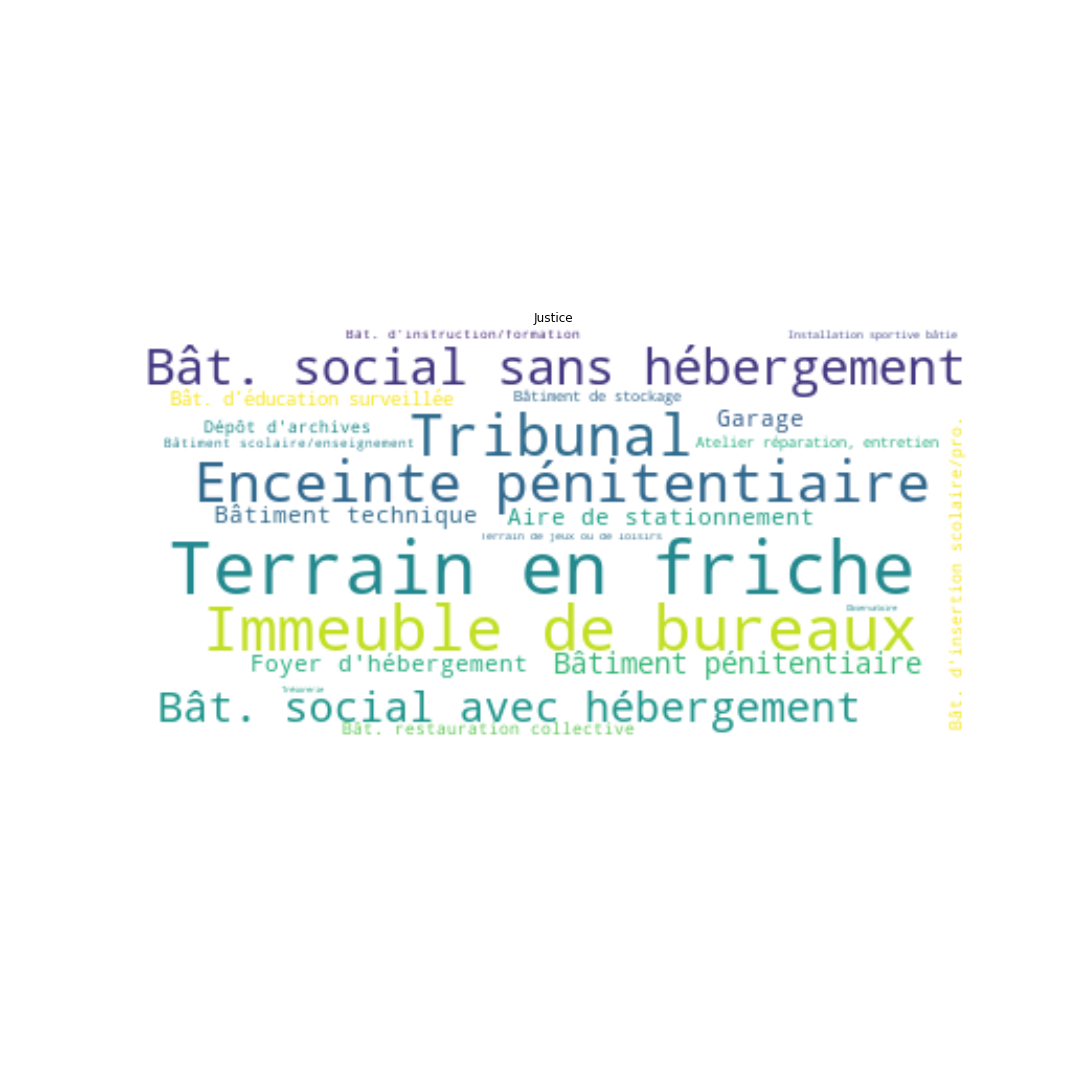 Justice
Bât. d'instruction/formation
Installation sportive bâtie
Bât. social sans hébergement
Bât. d'éducation surveillée
Bâtiment de stockage
Dépôt d'archives
Tribunal
Garage
Bâtiment scolaire/enseignement
Atelier réparation, entretien
Enceinte pénitentiaire
Bâtiment technique
Aire de stationnement
Terrain de jeux ou de loisirs
Terrain en friche
Observatoire
Immeuble de bureaux
Foyer d'hébergement
Bâtiment pénitentiaire
Trésorerie
Bât. social avec hébergement
Bât. restauration collective
Bât. d'insertion scolaire/pro.